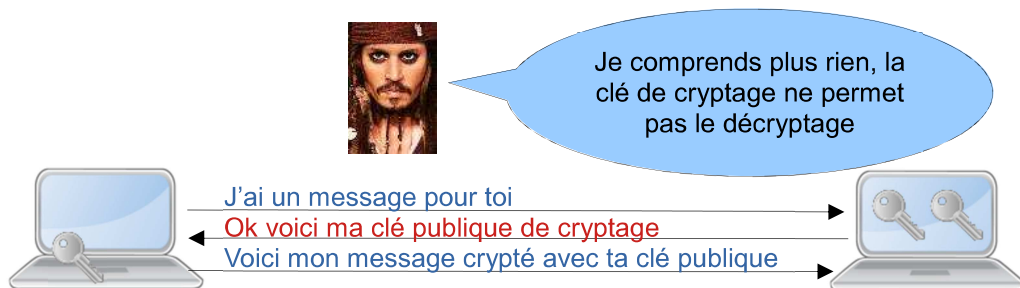 Je comprends plus rien, la
clé de cryptage ne permet
pas le décryptage
J'ai un message pour toi
Ok voici ma clé publique de cryptage
Voici mon message crypté avec ta clé publique